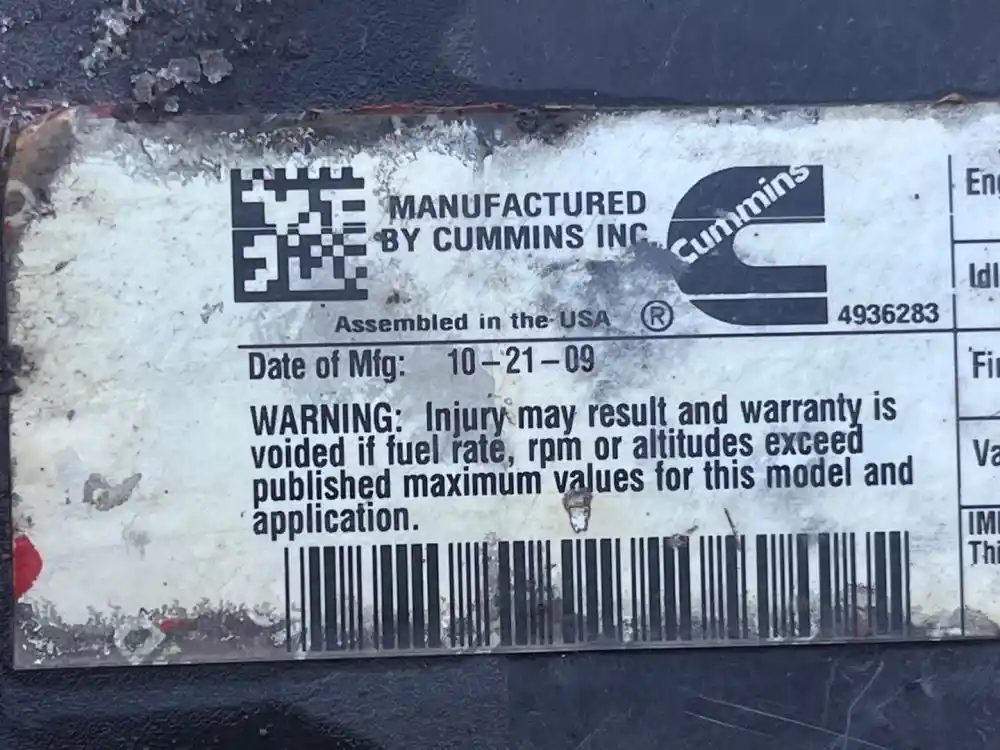 MANUFACTURED
BY CUMMINS INC.
Cummins
Assembled in the USA ®
4936283
Date of Mfg: 10-21-09
WARNING: Injury may result and warranty is
voided if fuel rate, rpm or altitudes exceed
published maximum values for this model and
application.